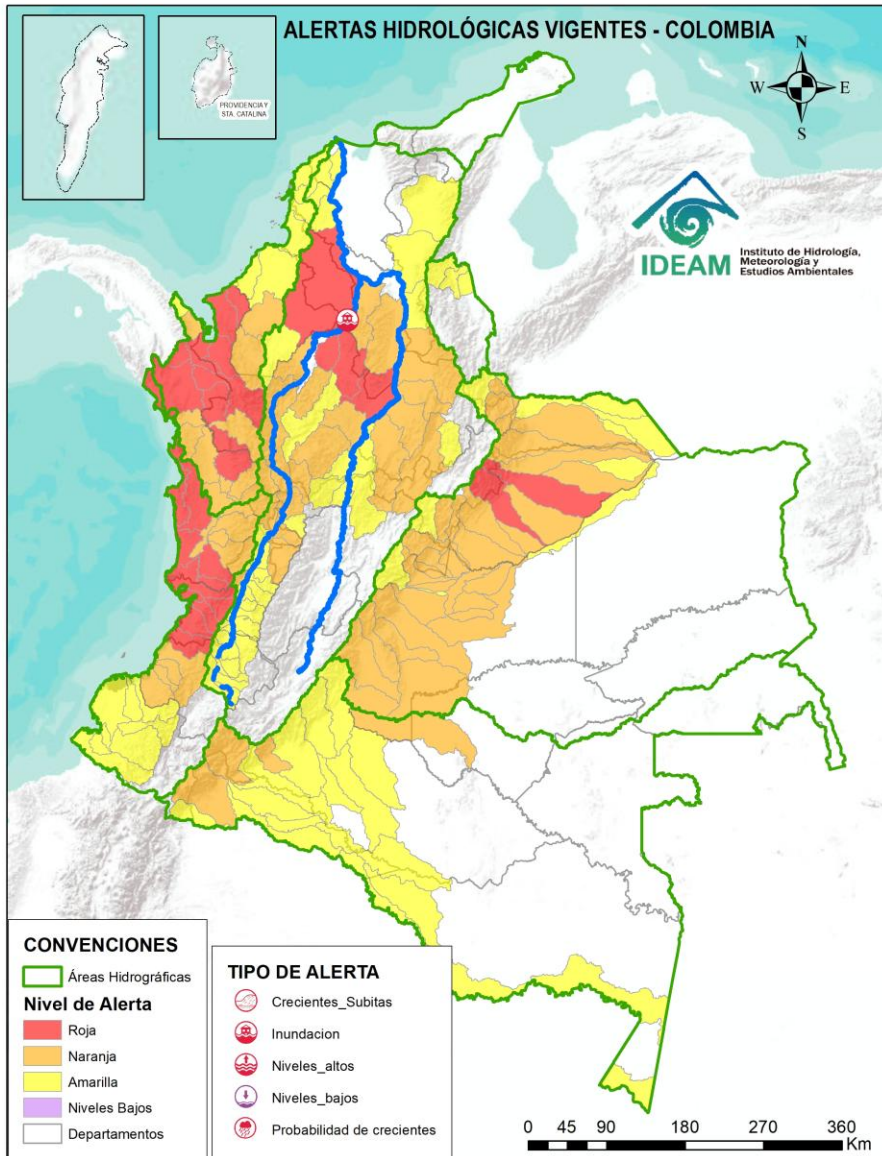 ALERTAS HIDROLÓGICAS VIGENTES - COLOMBIA
PROVIDENCIA Y
STA. CATALINA
N
W
E
S
IDEAM
Instituto de Hidrología,
Meteorología y
Estudios Ambientales
CONVENCIONES
Áreas Hidrográficas
Nivel de Alerta
Roja
Naranja
Amarilla
Niveles Bajos
Departamentos
TIPO DE ALERTA
Crecientes_Subitas
Inundacion
Niveles_altos
Niveles_bajos
Probabilidad de crecientes
0 45 90 180 270 360
Km